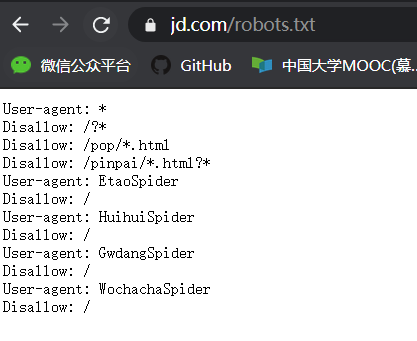 jd.com/robots.txt
微信公众平台 GitHub 中国大学MOOC(慕...
User-agent: *
Disallow: /?*
Disallow: /pop/*.html
Disallow: /pinpai/*.html?*
User-agent: EtaoSpider
Disallow: /
User-agent: HuihuiSpider
Disallow: /
User-agent: GwdangSpider
Disallow: /
User-agent: WochachaSpider
Disallow: /